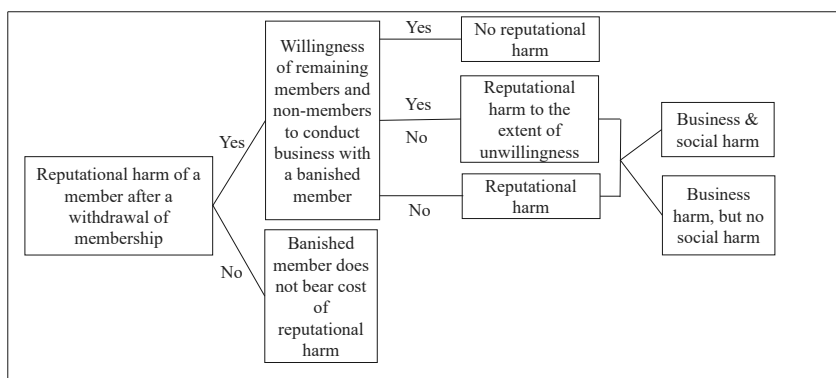 Reputational harm of a
member after a
withdrawal of
membership
Yes
No
Willingness
of remaining
members and
non-members
to conduct
business with
a banished
member
Banished
member does
not bear cost
of
reputational
harm
Yes
Yes
No
No
No reputational
harm
Reputational
harm to the
extent of
unwillingness
Reputational
harm
Business &
social harm
Business
harm, but no
social harm